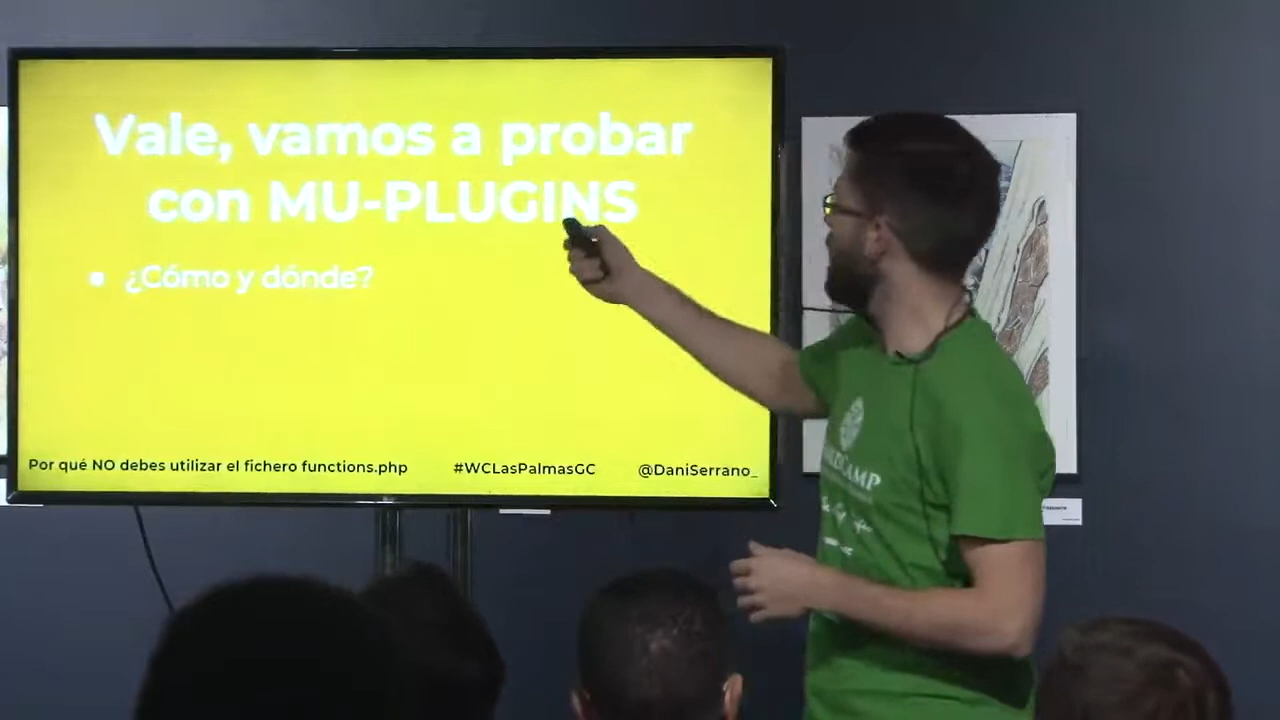 Vale, vamos a probar
con MU-PLUGINS
• ¿Cómo y dónde?
Por qué NO debes utilizar el fichero functions.php #WCLasPalmasGC @DaniSerrano_